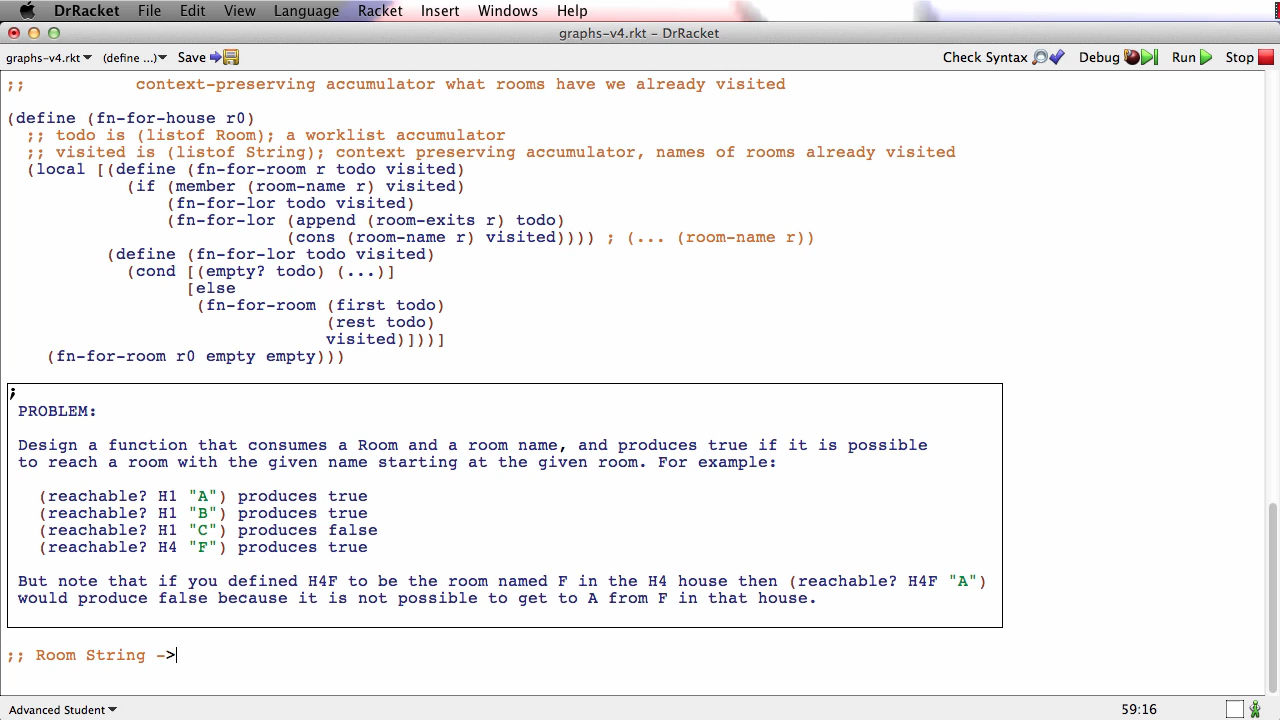 DrRacket File Edit View Language Racket Insert Windows Help
graphs-v4.rkt – DrRacket
graphs-v4.rkt (define ...) Save Check Syntax Debug Run Stop
;; context-preserving accumulator what rooms have we already visited
(define (fn-for-house r0)
;; todo is (listof Room); a worklist accumulator
;; visited is (listof String); context preserving accumulator, names of rooms already visited
(local [(define (fn-for-room r todo visited)
(if (member (room-name r) visited)
(fn-for-lor todo visited)
(fn-for-lor (append (room-exits r) todo)
(cons (room-name r) visited)))) ; (... (room-name r))
(define (fn-for-lor todo visited)
(cond [(empty? todo) (...)]
[else
(fn-for-room (first todo)
(rest todo)
visited)]))]
(fn-for-room r0 empty empty)))
;
PROBLEM:
Design a function that consumes a Room and a room name, and produces true if it is possible
to reach a room with the given name starting at the given room. For example:
(reachable? H1 "A") produces true
(reachable? H1 "B") produces true
(reachable? H1 "C") produces false
(reachable? H4 "F") produces true
But note that if you defined H4F to be the room named F in the H4 house then (reachable? H4F "A")
would produce false because it is not possible to get to A from F in that house.
;; Room String ->
Advanced Student 59:16